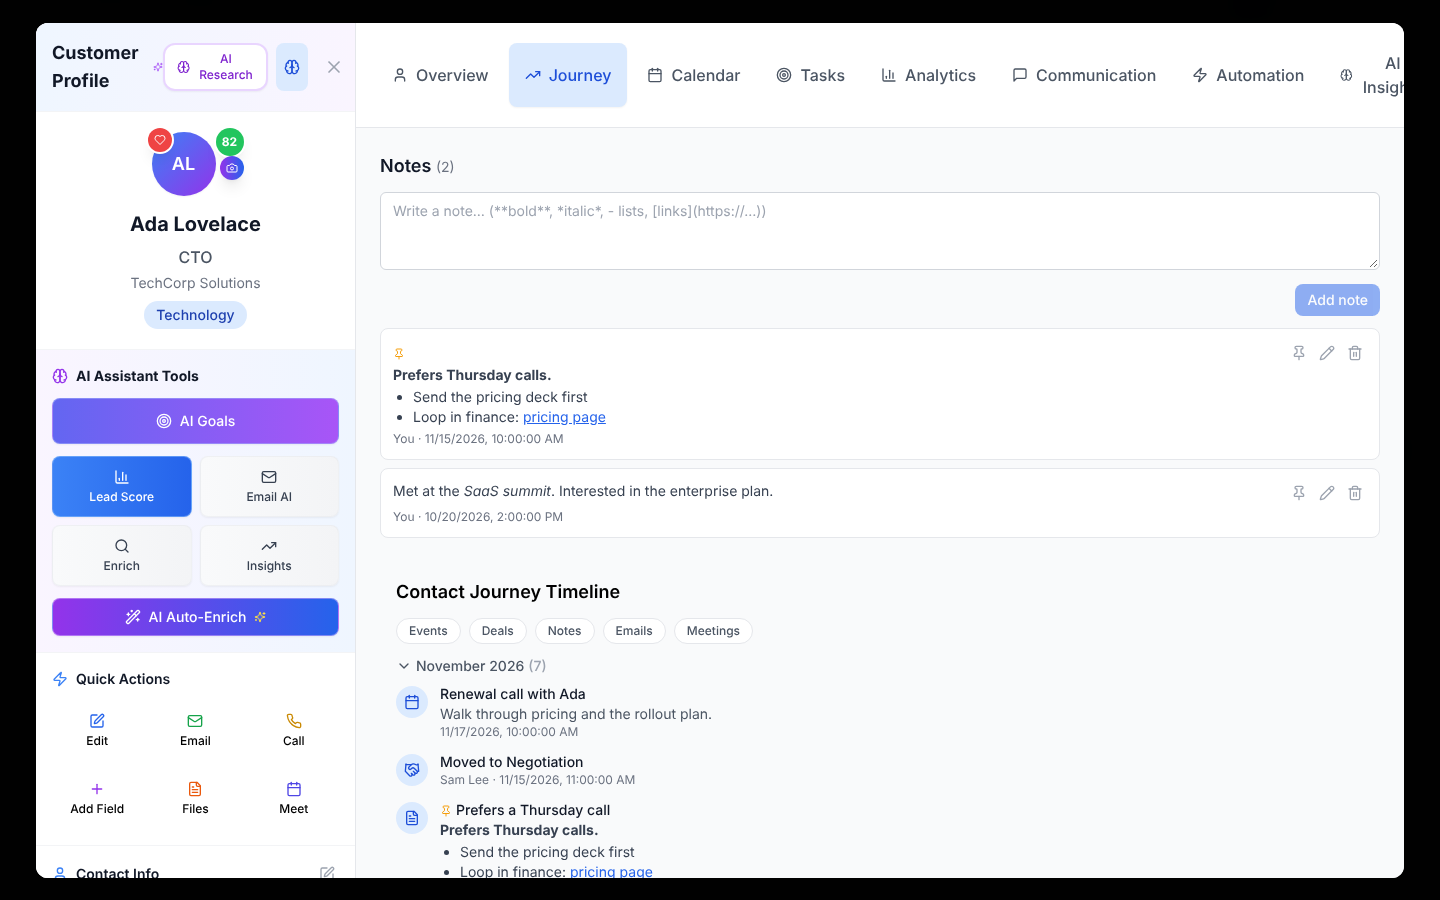 Customer Profile
AI Research
AL
82
Ada Lovelace
CTO
TechCorp Solutions
Technology
AI Assistant Tools
AI Goals
Lead Score
Email AI
Enrich
Insights
AI Auto-Enrich
Quick Actions
Edit
Email
Call
Add Field
Files
Meet
Contact Info
Overview
Journey
Calendar
Tasks
Analytics
Communication
Automation
AI
Notes (2)
Write a note... (**bold**, *italic*, - lists, [links](https://...))
Add note
Prefers Thursday calls.
• Send the pricing deck first
• Loop in finance: pricing page
You · 11/15/2026, 10:00:00 AM
Met at the SaaS summit. Interested in the enterprise plan.
You · 10/20/2026, 2:00:00 PM
Contact Journey Timeline
Events
Deals
Notes
Emails
Meetings
November 2026 (7)
Renewal call with Ada
Walk through pricing and the rollout plan.
11/17/2026, 10:00:00 AM
Moved to Negotiation
Sam Lee · 11/15/2026, 11:00:00 AM
Prefers a Thursday call
Prefers Thursday calls.
• Send the pricing deck first
• Loop in finance: pricing page